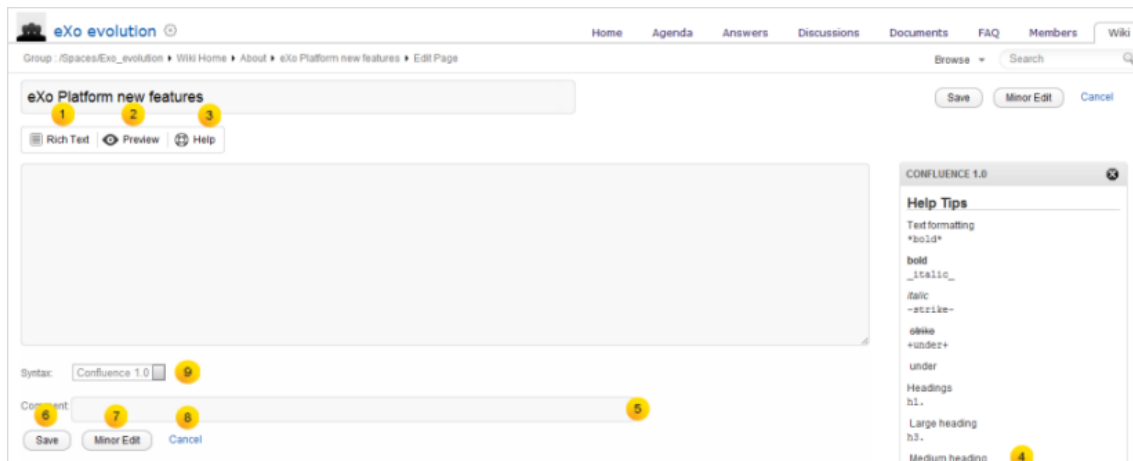 eXo evolution
Home Agenda Answers Discussions Documents FAQ Members Wiki
Group : /Spaces/Exo_evolution Wiki Home About eXo Platform new features Edit Page
Browse Search
eXo Platform new features
Save Minor Edit Cancel
1 2 3
Rich Text Preview Help
CONFLUENCE 1.0
Help Tips
Text formatting
*bold*
bold
_italic_
italic
-strike-
strike
+under+
under
Headings
h1.
Large heading
h3.
Medium heading
4
Syntax: Confluence 1.0 9
Comment 5
6 7 8
Save Minor Edit Cancel